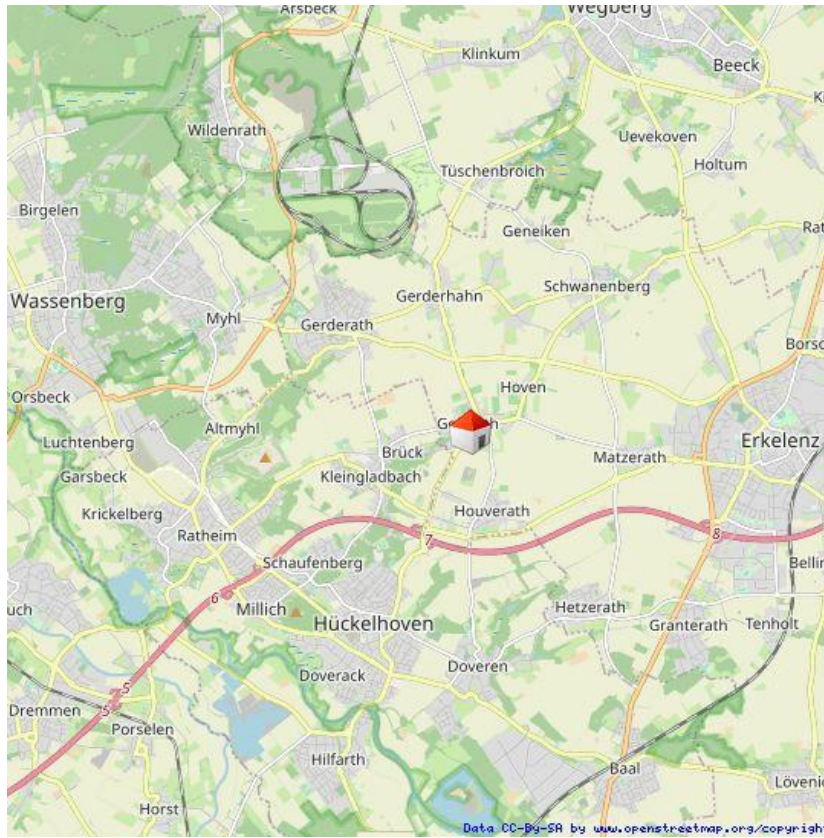 Arsbeck
Wegberg
Klinkum
Beeck
Wildenrath
Uevekoven
Holtum
Tüschenbroich
Birgelen
Geneiken
Wassenberg
Gerderhahn
Schwanenberg
Myhl
Gerderath
Hoven
Orsbeck
Altmyhl
Luchtenberg
Brück
Erkelenz
Garsbeck
Kleingladbach
Matzerath
Krickelberg
Houverath
Ratheim
7
8
Schaufenberg
6
Millich
Hückelhoven
Hetzerath
Granterath
Tenholt
Doverack
Doveren
5
5
Dremmen
Porselen
Hilfarth
Baal
Horst
Data CC-By-SA by www.openstreetmap.org/copyright